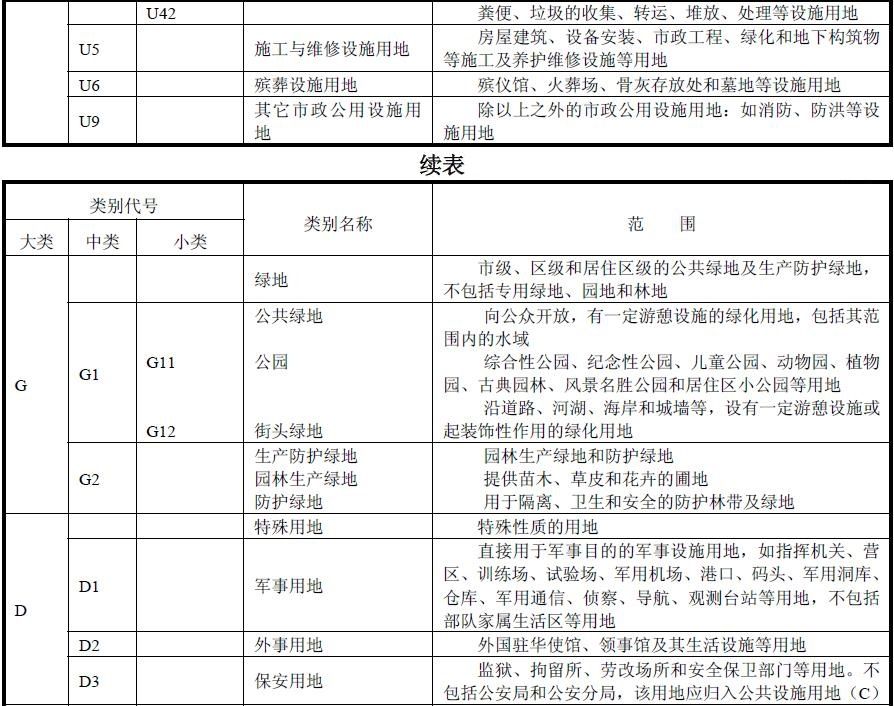 U42 粪便、垃圾的收集、转运、堆放、处理等设施用地
U5 施工与维修设施用地 房屋建筑、设备安装、市政工程、绿化和地下构筑物
等施工及养护维修设施等用地
U6 殡葬设施用地 殡仪馆、火葬场、骨灰存放处和墓地等设施用地
U9 其它市政公用设施用 除以上之外的市政公用设施用地：如消防、防洪等设
地 施用地
续表
类别代号 类别名称 范 围
大类 中类 小类
绿地 市级、区级和居住区级的公共绿地及生产防护绿地，
不包括专用绿地、园地和林地
公共绿地 向公众开放，有一定游憩设施的绿化用地，包括其范
围内的水域
G G1 G11 公园 综合性公园、纪念性公园、儿童公园、动物园、植物
园、古典园林、风景名胜公园和居住区小公园等用地
沿道路、河湖、海岸和城墙等，设有一定游憩设施或
G12 街头绿地 起装饰性作用的绿化用地
生产防护绿地 园林生产绿地和防护绿地
G2 园林生产绿地 提供苗木、草皮和花卉的圃地
防护绿地 用于隔离、卫生和安全的防护林带及绿地
特殊用地 特殊性质的用地
D D1 军事用地 直接用于军事目的的军事设施用地，如指挥机关、营
区、训练场、试验场、军用机场、港口、码头、军用洞库、
仓库、军用通信、侦察、导航、观测台站等用地，不包括
部队家属生活区等用地
D2 外事用地 外国驻华使馆、领事馆及其生活设施等用地
D3 保安用地 监狱、拘留所、劳改场所和安全保卫部门等用地。不
包括公安局和公安分局，该用地应归入公共设施用地（C）